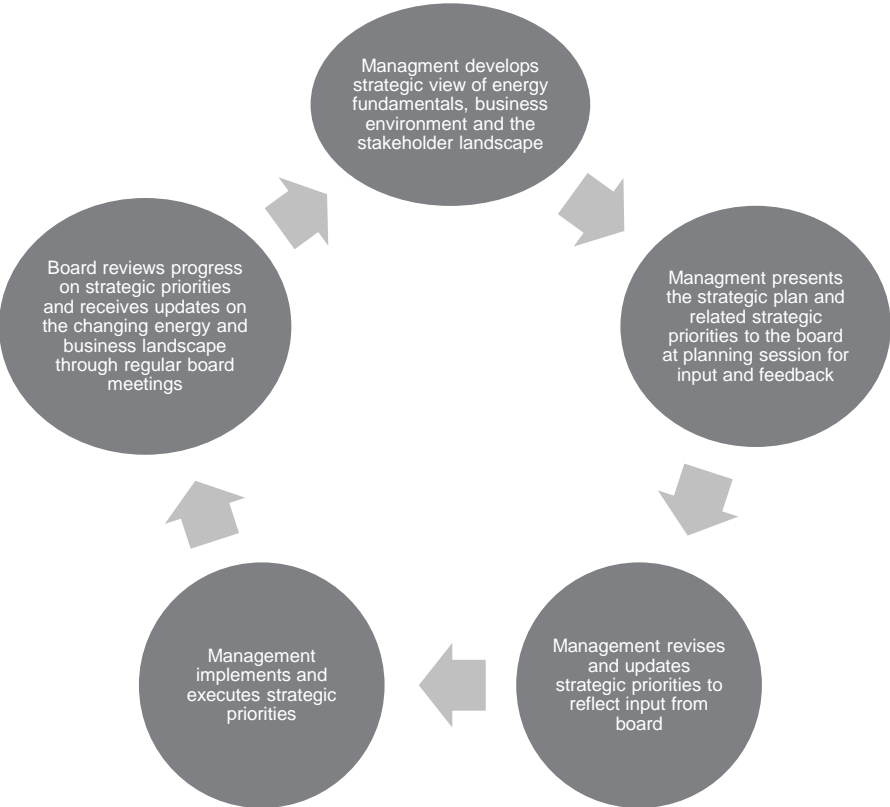 Managment develops
strategic view of energy
fundamentals, business
environment and the
stakeholder landscape
Managment presents
the strategic plan and
related strategic
priorities to the board
at planning session for
input and feedback
Management revises
and updates
strategic priorities to
reflect input from
board
Management
implements and
executes strategic
priorities
Board reviews progress
on strategic priorities
and receives updates on
the changing energy and
business landscape
through regular board
meetings